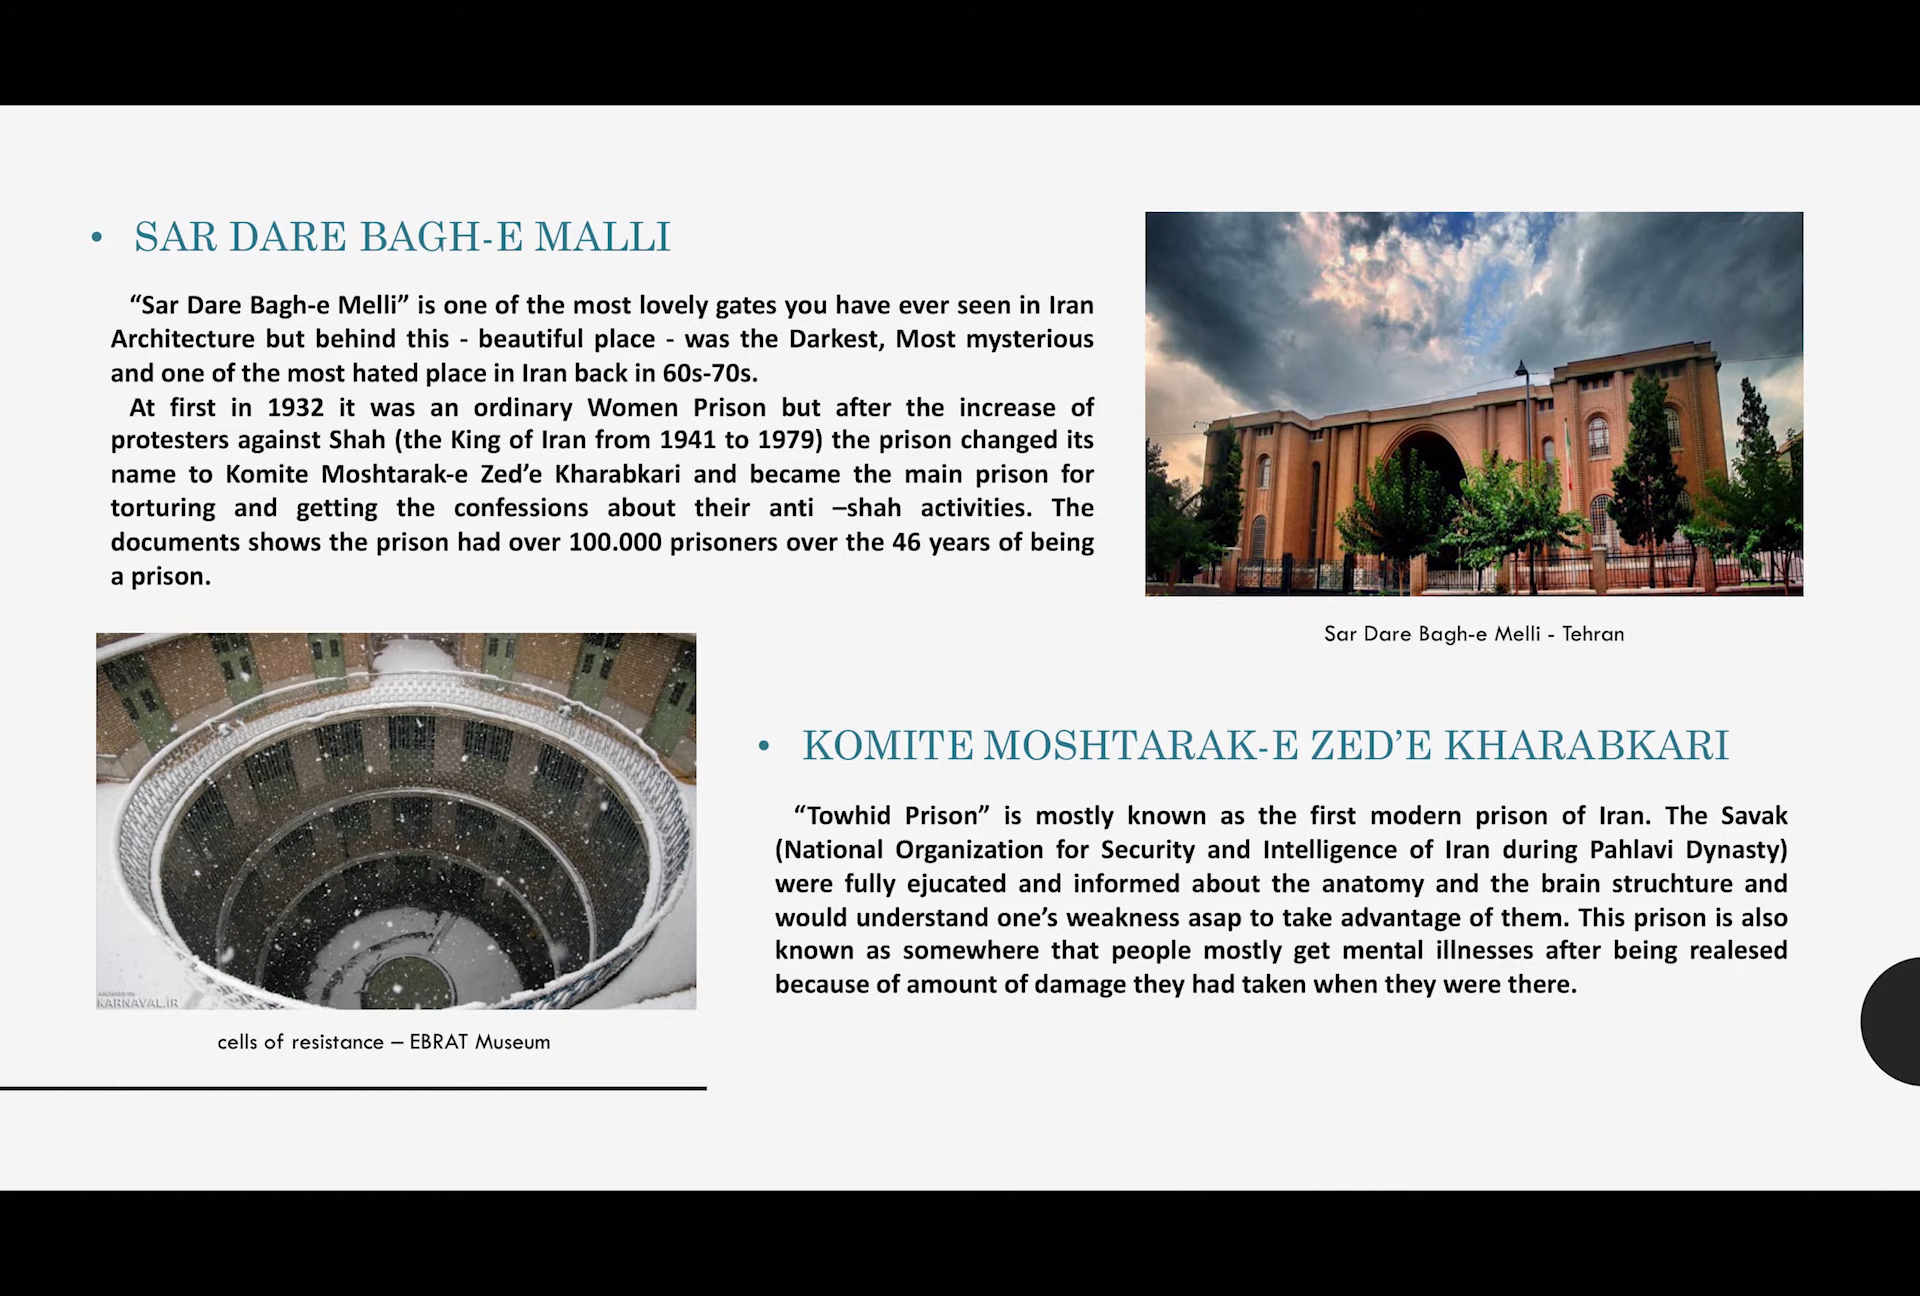 • SAR DARE BAGH-E MALLI
“Sar Dare Bagh-e Melli” is one of the most lovely gates you have ever seen in Iran
Architecture but behind this - beautiful place - was the Darkest, Most mysterious
and one of the most hated place in Iran back in 60s-70s.
At first in 1932 it was an ordinary Women Prison but after the increase of
protesters against Shah (the King of Iran from 1941 to 1979) the prison changed its
name to Komite Moshtarak-e Zed’e Kharabkari and became the main prison for
torturing and getting the confessions about their anti –shah activities. The
documents shows the prison had over 100.000 prisoners over the 46 years of being
a prison.
Sar Dare Bagh-e Melli - Tehran
KARNAVAL.IR
cells of resistance – EBRAT Museum
• KOMITE MOSHTARAK-E ZED’E KHARABKARI
“Towhid Prison” is mostly known as the first modern prison of Iran. The Savak
(National Organization for Security and Intelligence of Iran during Pahlavi Dynasty)
were fully ejucated and informed about the anatomy and the brain struchture and
would understand one’s weakness asap to take advantage of them. This prison is also
known as somewhere that people mostly get mental illnesses after being realesed
because of amount of damage they had taken when they were there.